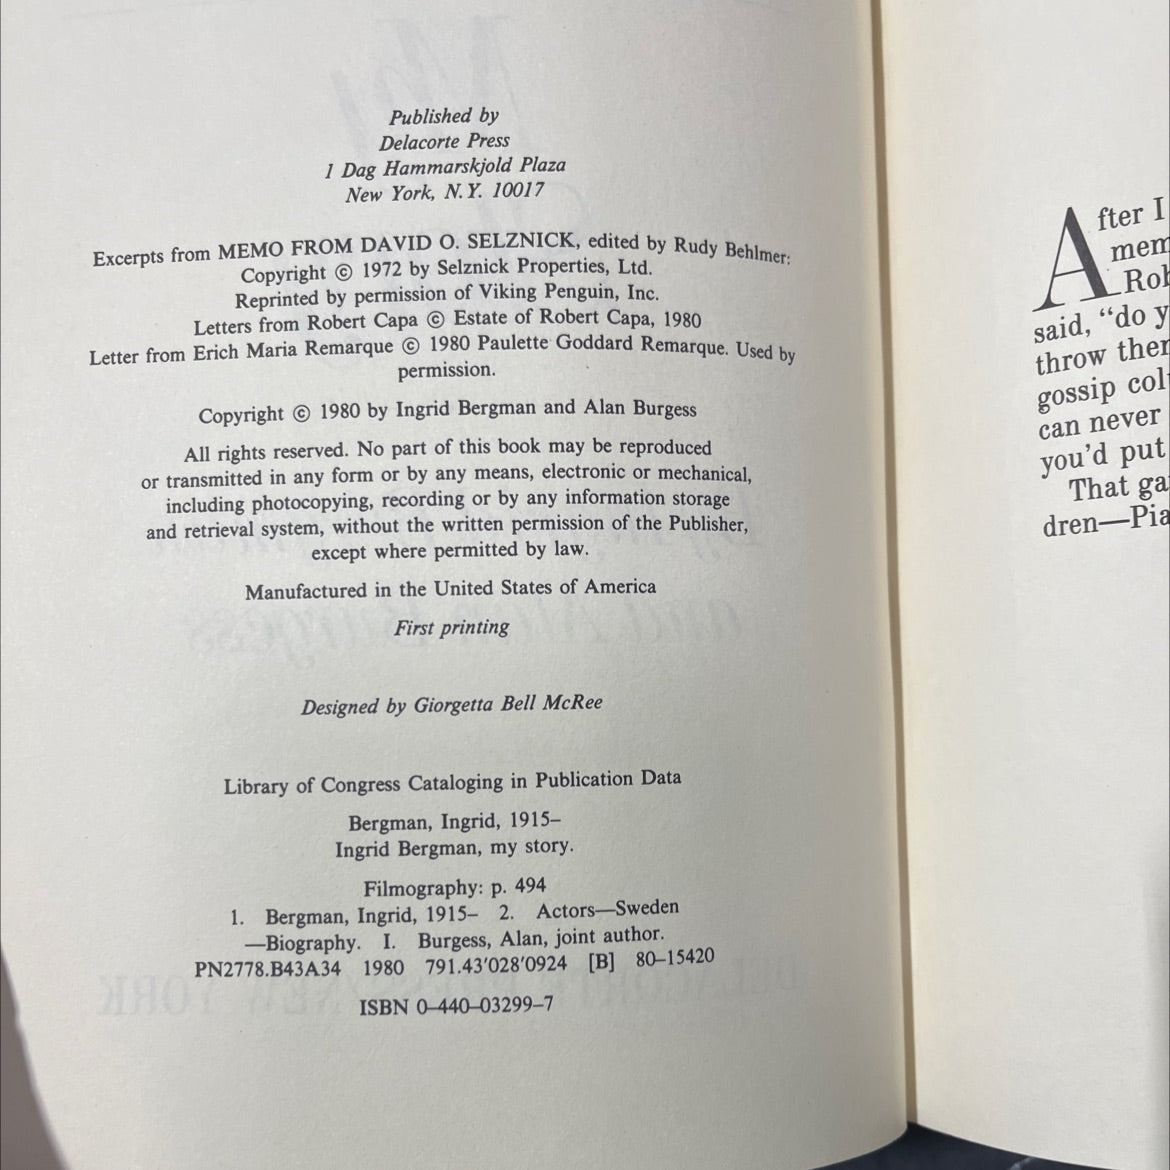 Published by
Delacorte Press
1 Dag Hammarskjold Plaza
New York, N.Y. 10017
Excerpts from MEMO FROM DAVID O. SELZNICK, edited by Rudy Behlmer:
Copyright © 1972 by Selznick Properties, Ltd.
Reprinted by permission of Viking Penguin, Inc.
Letters from Robert Capa © Estate of Robert Capa, 1980
Letter from Erich Maria Remarque © 1980 Paulette Goddard Remarque. Used by
permission.
Copyright © 1980 by Ingrid Bergman and Alan Burgess
All rights reserved. No part of this book may be reproduced
or transmitted in any form or by any means, electronic or mechanical,
including photocopying, recording or by any information storage
and retrieval system, without the written permission of the Publisher,
except where permitted by law.
Manufactured in the United States of America
First printing
Designed by Giorgetta Bell McRee
Library of Congress Cataloging in Publication Data
Bergman, Ingrid, 1915–
Ingrid Bergman, my story.
Filmography: p. 494
1. Bergman, Ingrid, 1915– 2. Actors—Sweden
—Biography. I. Burgess, Alan, joint author.
PN2778.B43A34 1980 791.43'028'0924 [B] 80–15420
ISBN 0–440–03299–7
After I
mem
Rob
said, “do y
throw ther
gossip col
can never
you'd put
That ga
dren—Pia